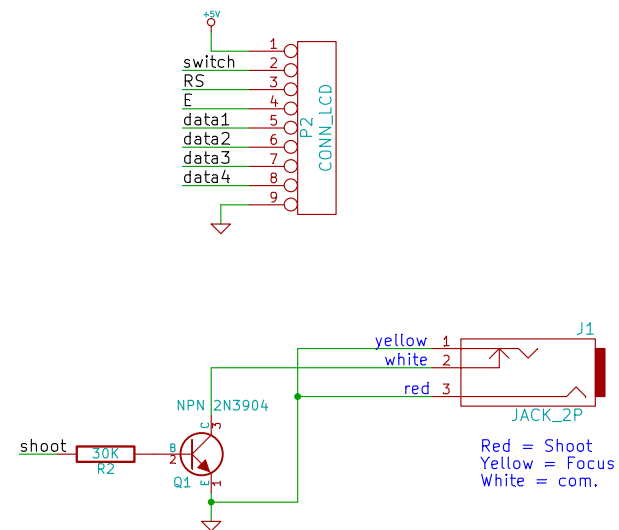 +5V
1
switch 2
RS 3
E 4
data1 5
data2 6
data3 7
data4 8
9
P2
CONN_LCD
J1
yellow 1
white 2
red 3
JACK_2P
NPN 2N3904
C 3
shoot
30K
R2
B
2
Q1
E 1
Red = Shoot
Yellow = Focus
White = com.